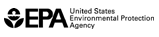 EPA
United States
Environmental Protection
Agency